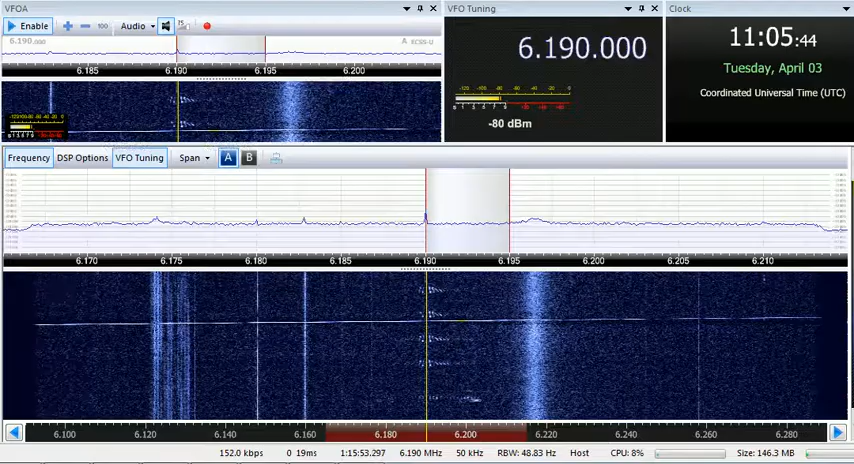 VFOA
Enable
100
Audio
75
6.190.000
A ECSS-U
6.185 6.190 6.195 6.200
VFO Tuning
6.190.000
-80 dBm
Clock
11:05:44
Tuesday, April 03
Coordinated Universal Time (UTC)
Frequency DSP Options VFO Tuning Span A B
6.170 6.175 6.180 6.185 6.190 6.195 6.200 6.205 6.210
6.100 6.120 6.140 6.160 6.180 6.200 6.220 6.240 6.260 6.280
152.0 kbps 0 19ms 1:15:53.297 6.190 MHz 50 kHz RBW: 48.83 Hz Host CPU: 8% Size: 146.3 MB